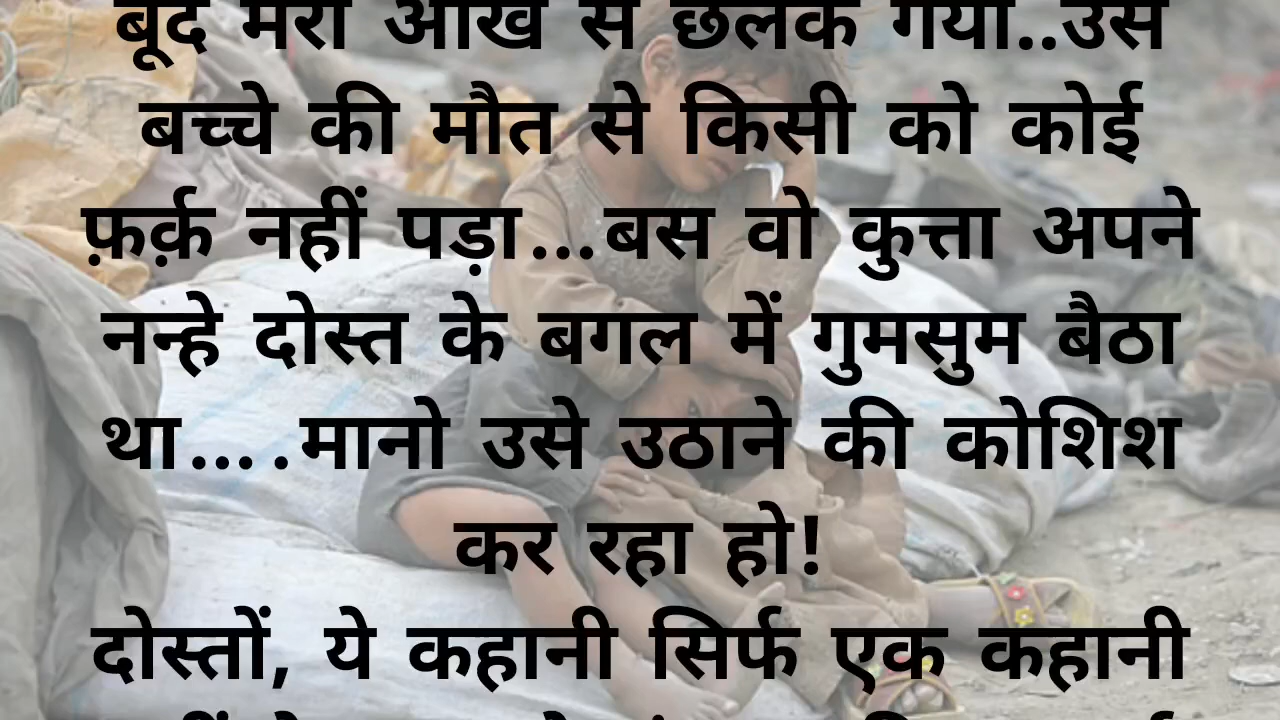 बूंद मेरी आँख से छलक गयी..उस
बच्चे की मौत से किसी को कोई
फ़र्क़ नहीं पड़ा...बस वो कुत्ता अपने
नन्हे दोस्त के बगल में गुमसुम बैठा
था... .मानो उसे उठाने की कोशिश
कर रहा हो!
दोस्तों, ये कहानी सिर्फ एक कहानी